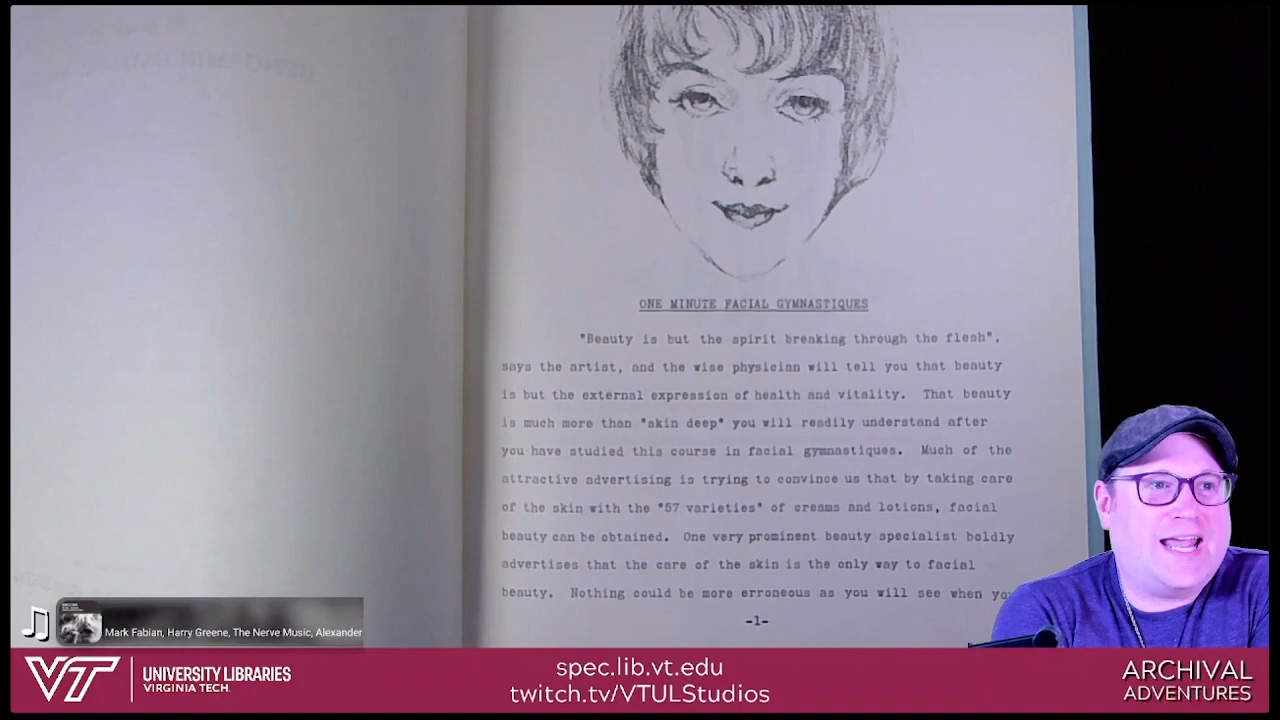 ONE MINUTE FACIAL GYMNASTIQUES
"Beauty is but the spirit breaking through the flesh",
says the artist, and the wise physician will tell you that beauty
is but the external expression of health and vitality. That beauty
is much more than "skin deep" you will readily understand after
you have studied this course in facial gymnastiques. Much of the
attractive advertising is trying to convince us that by taking care
of the skin with the "57 varieties" of creams and lotions, facial
beauty can be obtained. One very prominent beauty specialist boldly
advertises that the care of the skin is the only way to facial
beauty. Nothing could be more erroneous as you will see when you
-1-
Mark Fabian, Harry Greene, The Nerve Music, Alexander
VT UNIVERSITY LIBRARIES
VIRGINIA TECH.
spec.lib.vt.edu
twitch.tv/VTULStudios
ARCHIVAL
ADVENTURES